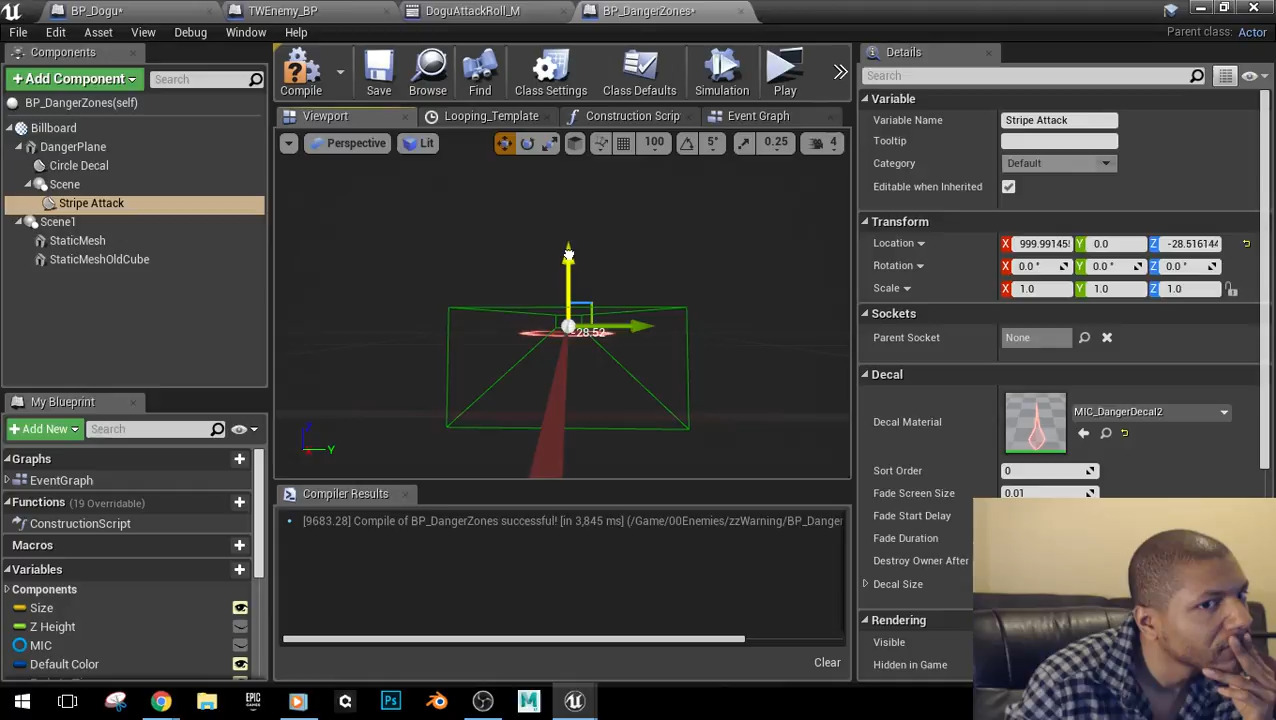 BP_Dogu*
TWEnemy_BP
DoguAttackRoll_M
BP_DangerZones*
File
Edit
Asset
View
Debug
Window
Help
Parent class: Actor
Components
+ Add Component
Search
BP_DangerZones(self)
Billboard
DangerPlane
Circle Decal
Scene
Stripe Attack
Scene1
StaticMesh
StaticMeshOldCube
My Blueprint
+ Add New
Search
Graphs
EventGraph
Functions (19 Overridable)
ConstructionScript
Macros
Variables
Components
Size
Z Height
MIC
Default Color
Compile
Save
Browse
Find
Class Settings
Class Defaults
Simulation
Play
Viewport
Looping_Template
Construction Scrip
Event Graph
Perspective
Lit
100
5°
0.25
4
-28.52
Y
Compiler Results
[9683.28] Compile of BP_DangerZones successful! [in 3,845 ms] (/Game/00Enemies/zzWarning/BP_Danger
Clear
Details
Search
Variable
Variable Name Stripe Attack
Tooltip
Category Default
Editable when Inherited
Transform
Location X 999.99145 Y 0.0 Z -28.516144
Rotation X 0.0 ° Y 0.0 ° Z 0.0 °
Scale X 1.0 Y 1.0 Z 1.0
Sockets
Parent Socket None
Decal
Decal Material MIC_DangerDecal2
Sort Order 0
Fade Screen Size 0.01
Fade Start Delay
Fade Duration
Destroy Owner After
Decal Size
Rendering
Visible
Hidden in Game
EPIC GAMES
Ps
M